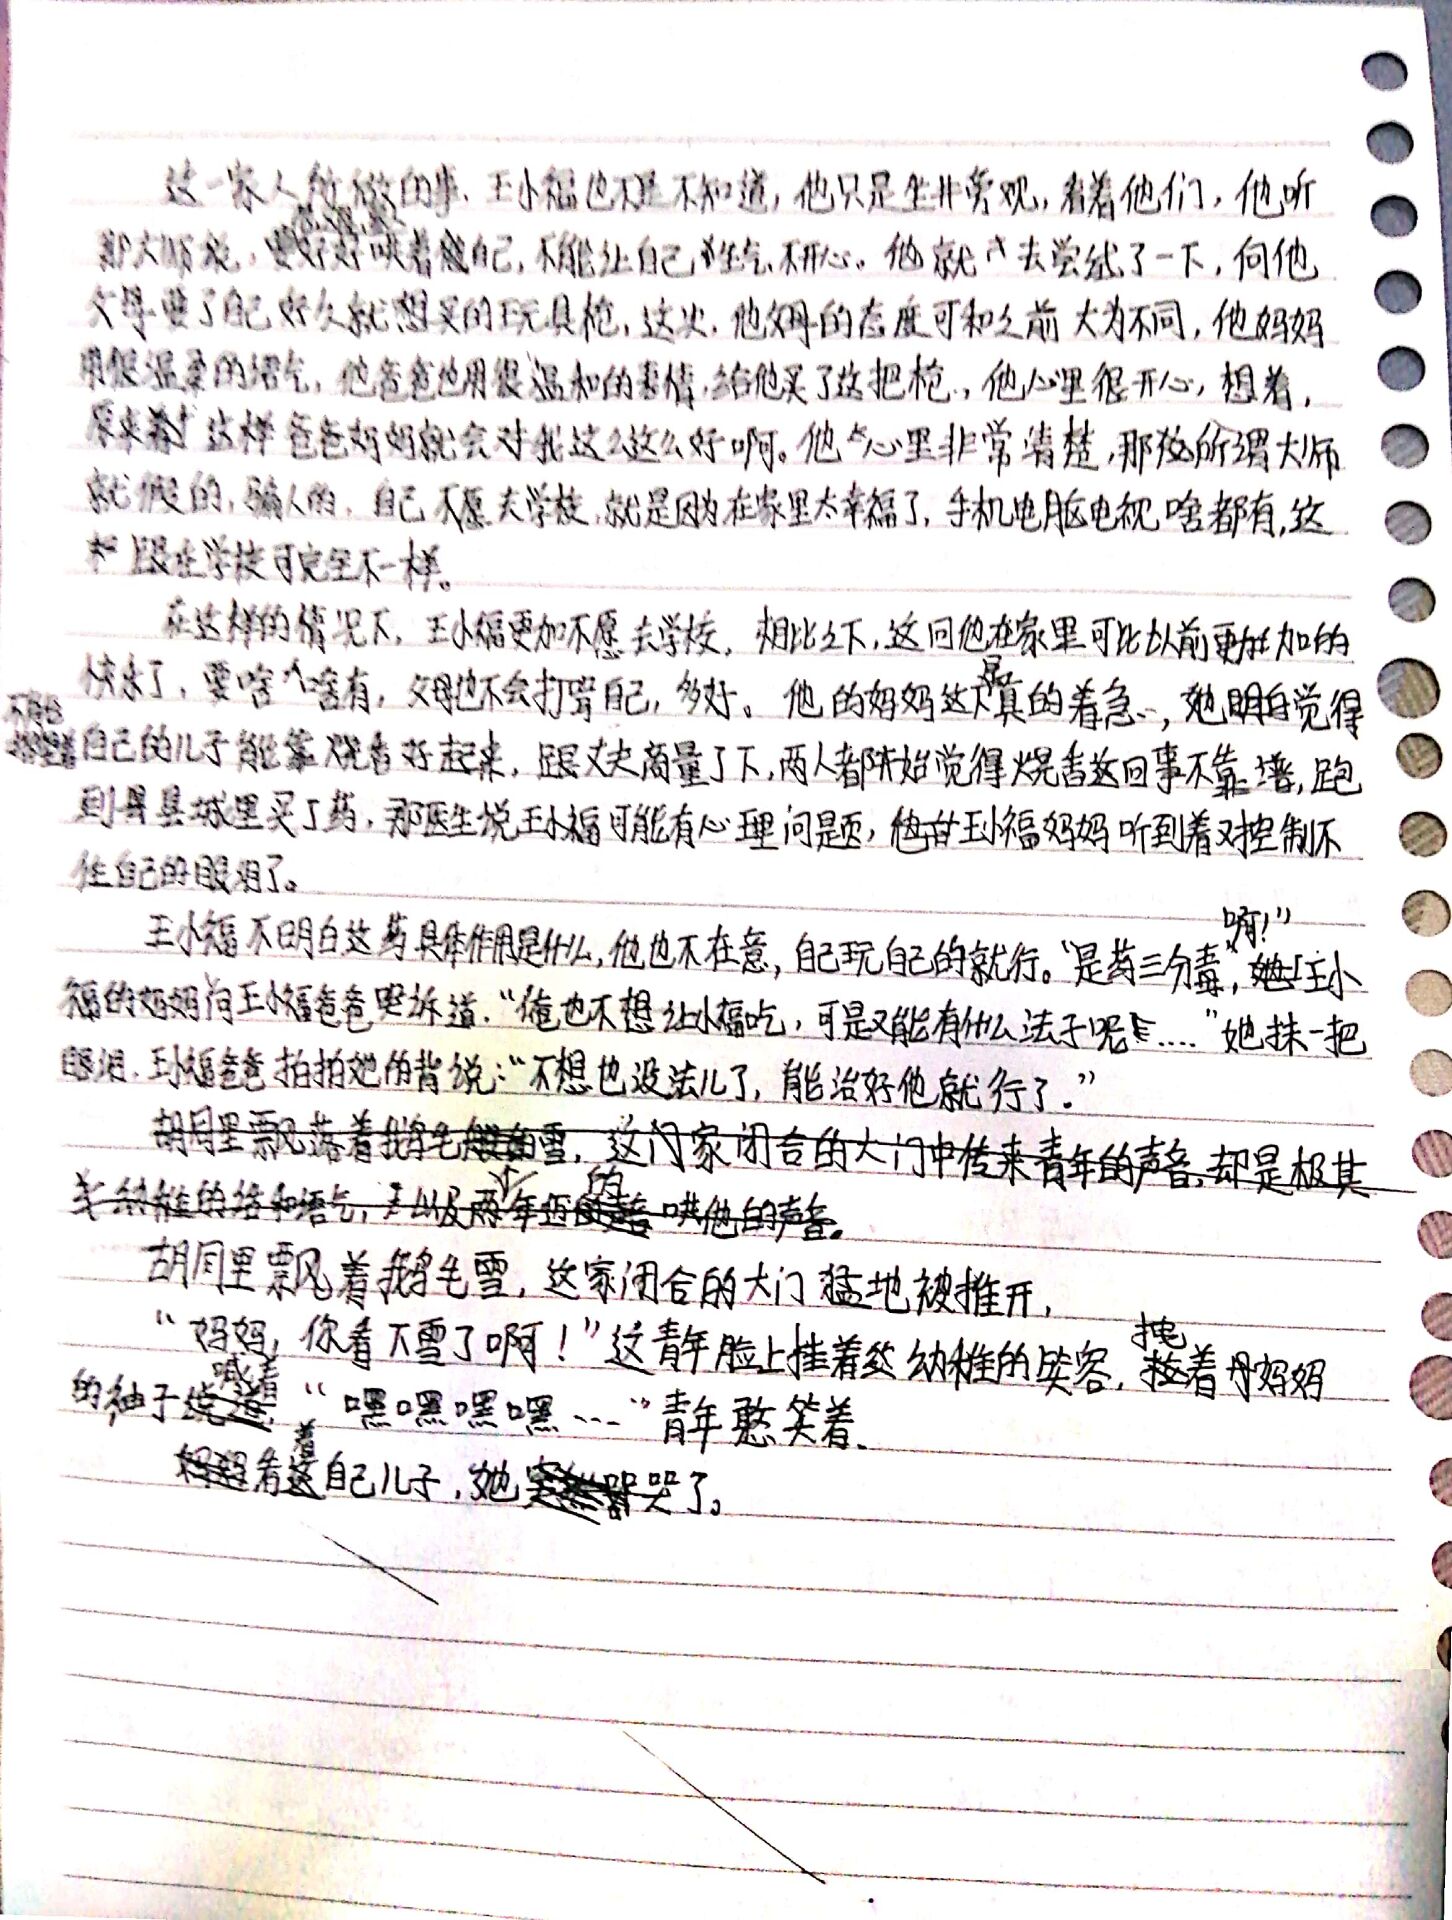 这一家人所做的事，王小福也不是不知道，他只是坐井旁观，看着他们，他听
那大师说，要好好哄着自己，不能让自己生气不开心。他就去尝试了一下，向他
父母要了自己好久就想买的玩具枪，这次，他父母的态度可和之前大为不同，他妈妈
用很温柔的语气，他爸爸也用很温和的表情，给他买了这把枪，他心里很开心，想着，
原来 这样爸爸妈妈就会对我这么这么好啊。他心里非常清楚，那所谓大师
就假的，骗人的，自己不愿去学校，就是因为在家里太幸福了，手机电脑电视啥都有，这
跟在学校可完全不一样。
在这样的情况下，王小福更加不愿去学校，相比之下，这回他在家里可比以前更加的
快乐了，要啥啥有，父母也不会打骂自己，多好。他的妈妈这下是真的着急，她明白觉得
不再
自己的儿子能靠烧香好起来，跟丈夫商量了下，两人都开始觉得烧香这回事不靠谱，跑
到县城里买了药，那医生说王小福可能有心理问题，王小福妈妈听到着又控制不
住自己的眼泪了。
王小福不明白这药具体作用是什么，他也不在意，自己玩自己的就行。“是药三分毒啊！”王小
福的妈妈向王小福爸爸哭诉道，“俺也不想让小福吃，可是又能有什么法子呢……”她抹一把
眼泪，王小福爸爸拍拍她的背说：“不想也没法儿了，能治好他就行了。”
胡同里飘落着鹅毛般的雪，这门家闭合的大门中传来青年的声音，却是极其
幼稚的语气，以及两年迈的 哄他的声音。
胡同里飘着鹅毛雪，这家闭合的大门猛地被推开，
“妈妈，你看下雪了啊！”这青年脸上挂着幼稚的笑容，拽着妈妈
的袖子喊着“嘿嘿嘿嘿……”青年憨笑着.
妈妈看着自己儿子，她哭了。